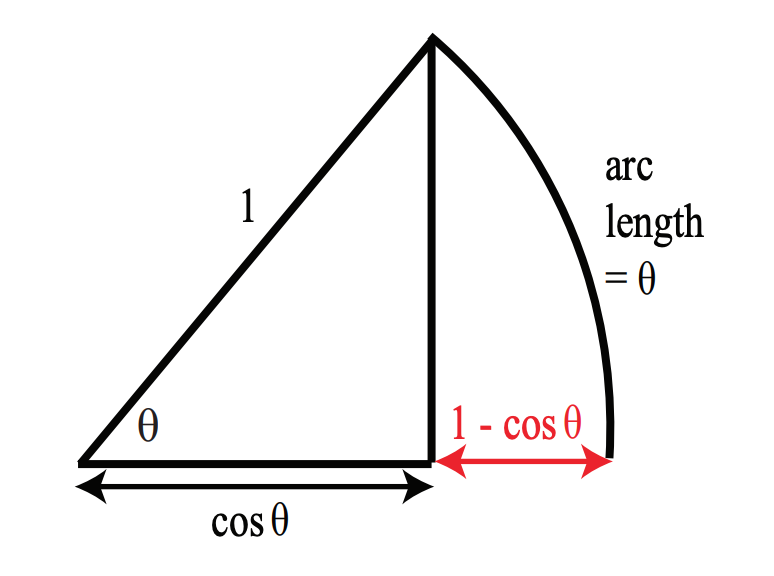 1
arc
length
= θ
θ
1 - cos θ
cos θ